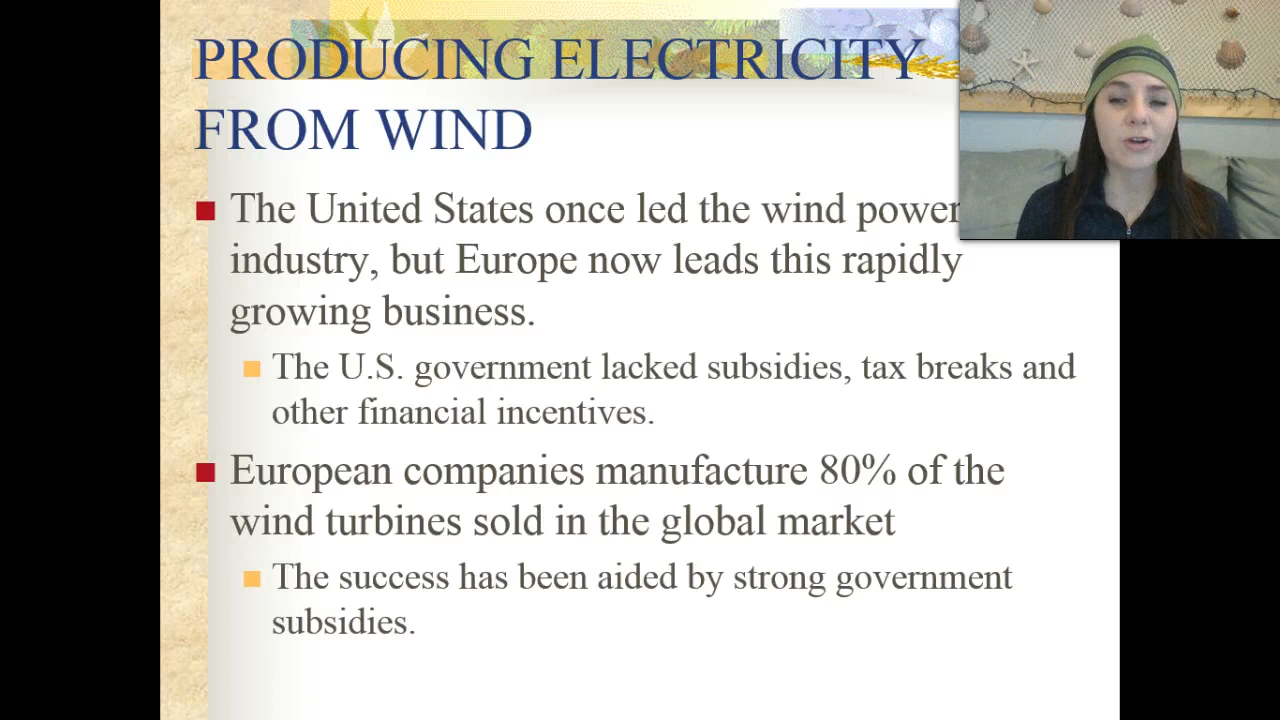 PRODUCING ELECTRICITY
FROM WIND
The United States once led the wind power
industry, but Europe now leads this rapidly
growing business.
The U.S. government lacked subsidies, tax breaks and
other financial incentives.
European companies manufacture 80% of the
wind turbines sold in the global market
The success has been aided by strong government
subsidies.